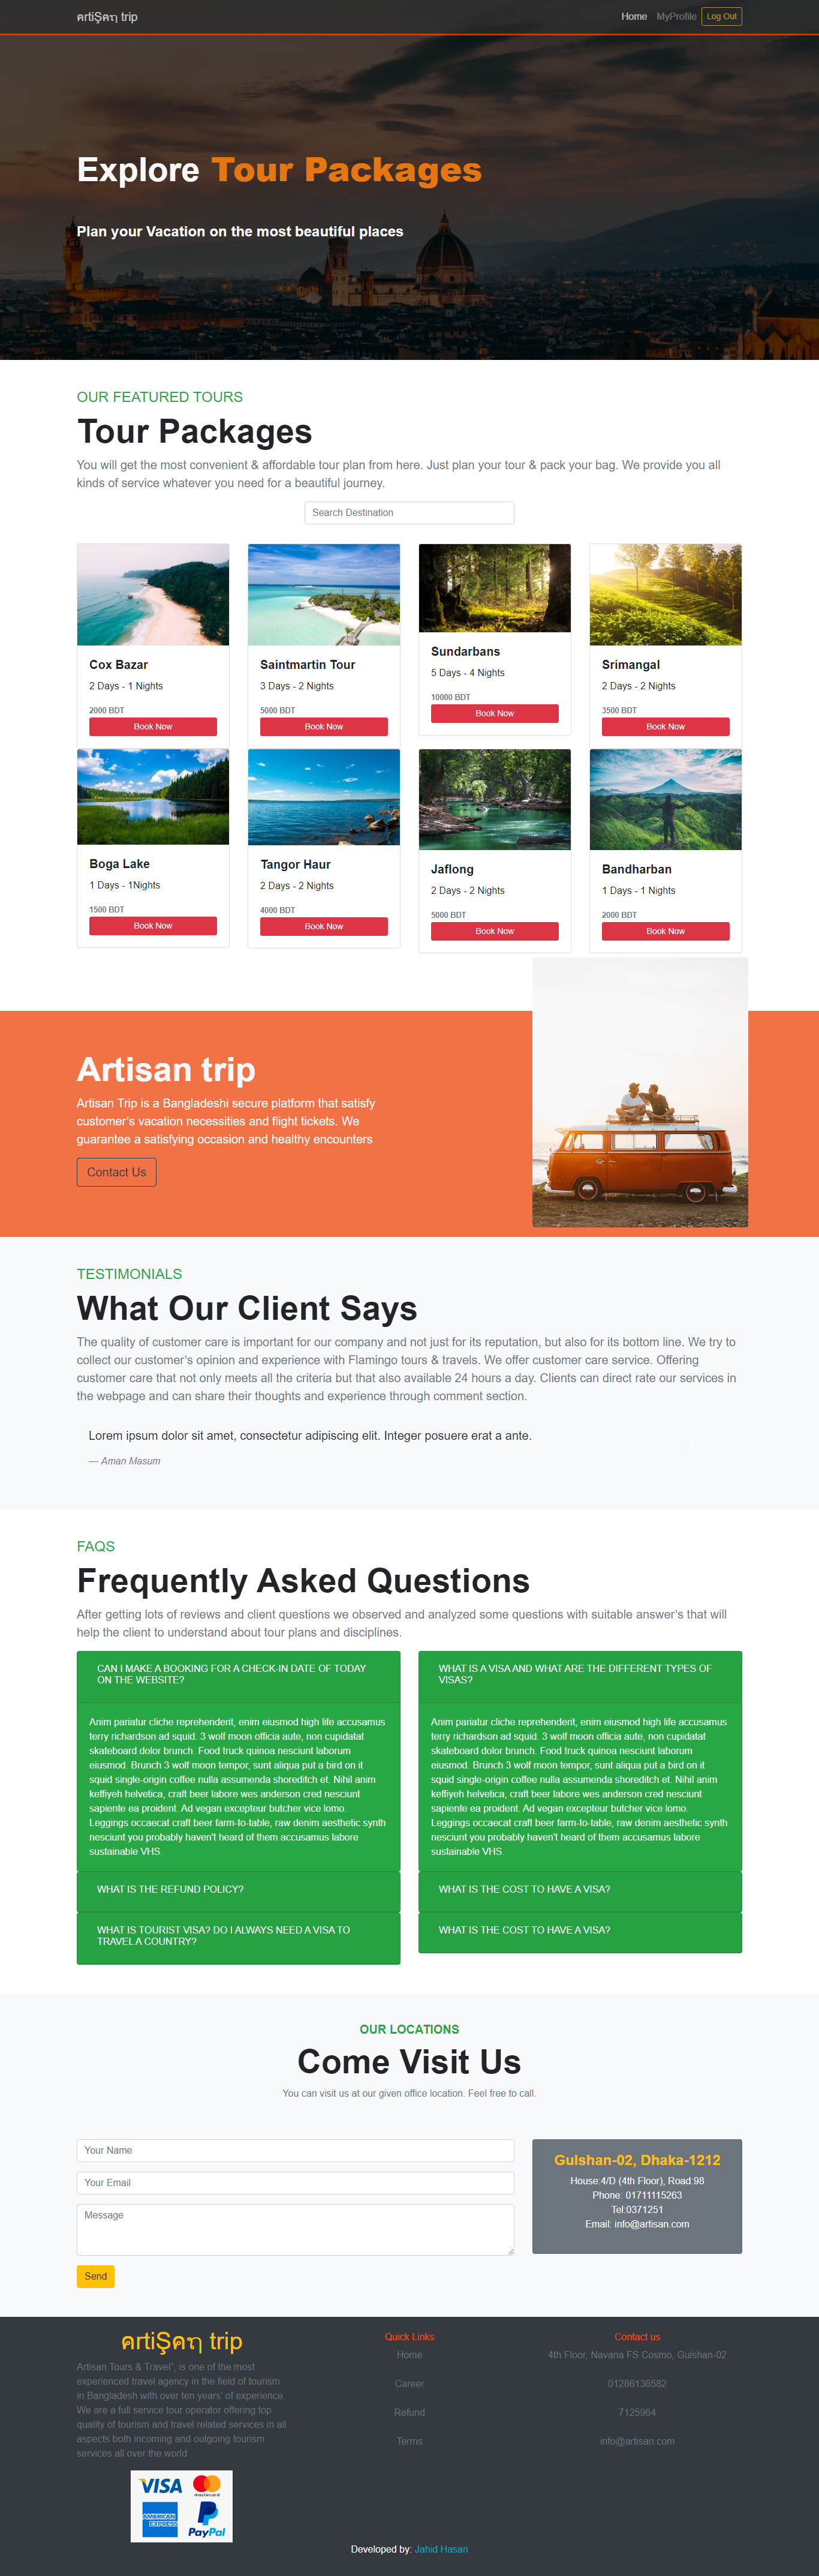 คrtiŞคຖ trip
Home MyProfile Log Out
Explore Tour Packages
Plan your Vacation on the most beautiful places
OUR FEATURED TOURS
Tour Packages
You will get the most convenient & affordable tour plan from here. Just plan your tour & pack your bag. We provide you all
kinds of service whatever you need for a beautiful journey.
Search Destination
Cox Bazar
2 Days - 1 Nights
2000 BDT
Book Now
Saintmartin Tour
3 Days - 2 Nights
5000 BDT
Book Now
Sundarbans
5 Days - 4 Nights
10000 BDT
Book Now
Srimangal
2 Days - 2 Nights
3500 BDT
Book Now
Boga Lake
1 Days - 1Nights
1500 BDT
Book Now
Tangor Haur
2 Days - 2 Nights
4000 BDT
Book Now
Jaflong
2 Days - 2 Nights
5000 BDT
Book Now
Bandharban
1 Days - 1 Nights
2000 BDT
Book Now
Artisan trip
Artisan Trip is a Bangladeshi secure platform that satisfy
customer's vacation necessities and flight tickets. We
guarantee a satisfying occasion and healthy encounters
Contact Us
TESTIMONIALS
What Our Client Says
The quality of customer care is important for our company and not just for its reputation, but also for its bottom line. We try to
collect our customer's opinion and experience with Flamingo tours & travels. We offer customer care service. Offering
customer care that not only meets all the criteria but that also available 24 hours a day. Clients can direct rate our services in
the webpage and can share their thoughts and experience through comment section.
Lorem ipsum dolor sit amet, consectetur adipiscing elit. Integer posuere erat a ante.
— Aman Masum
FAQS
Frequently Asked Questions
After getting lots of reviews and client questions we observed and analyzed some questions with suitable answer's that will
help the client to understand about tour plans and disciplines.
CAN I MAKE A BOOKING FOR A CHECK-IN DATE OF TODAY
ON THE WEBSITE?
Anim pariatur cliche reprehenderit, enim eiusmod high life accusamus
terry richardson ad squid. 3 wolf moon officia aute, non cupidatat
skateboard dolor brunch. Food truck quinoa nesciunt laborum
eiusmod. Brunch 3 wolf moon tempor, sunt aliqua put a bird on it
squid single-origin coffee nulla assumenda shoreditch et. Nihil anim
keffiyeh helvetica, craft beer labore wes anderson cred nesciunt
sapiente ea proident. Ad vegan excepteur butcher vice lomo.
Leggings occaecat craft beer farm-to-table, raw denim aesthetic synth
nesciunt you probably haven't heard of them accusamus labore
sustainable VHS.
WHAT IS THE REFUND POLICY?
WHAT IS TOURIST VISA? DO I ALWAYS NEED A VISA TO
TRAVEL A COUNTRY?
WHAT IS A VISA AND WHAT ARE THE DIFFERENT TYPES OF
VISAS?
Anim pariatur cliche reprehenderit, enim eiusmod high life accusamus
terry richardson ad squid. 3 wolf moon officia aute, non cupidatat
skateboard dolor brunch. Food truck quinoa nesciunt laborum
eiusmod. Brunch 3 wolf moon tempor, sunt aliqua put a bird on it
squid single-origin coffee nulla assumenda shoreditch et. Nihil anim
keffiyeh helvetica, craft beer labore wes anderson cred nesciunt
sapiente ea proident. Ad vegan excepteur butcher vice lomo.
Leggings occaecat craft beer farm-to-table, raw denim aesthetic synth
nesciunt you probably haven't heard of them accusamus labore
sustainable VHS.
WHAT IS THE COST TO HAVE A VISA?
WHAT IS THE COST TO HAVE A VISA?
OUR LOCATIONS
Come Visit Us
You can visit us at our given office location. Feel free to call.
Your Name
Your Email
Message
Send
Gulshan-02, Dhaka-1212
House:4/D (4th Floor), Road:98
Phone: 01711115263
Tel:0371251
Email: info@artisan.com
คrtiŞคຖ trip
Artisan Tours & Travel", is one of the most
experienced travel agency in the field of tourism
in Bangladesh with over ten years' of experience.
We are a full service tour operator offering top
quality of tourism and travel related services in all
aspects both incoming and outgoing tourism
services all over the world
VISA mastercard
AMERICAN EXPRESS PayPal
Quick Links
Home
Career
Refund
Terms
Contact us
4th Floor, Navana FS Cosmo, Gulshan-02
01286136582
7125964
info@artisan.com
Developed by: Jahid Hasan